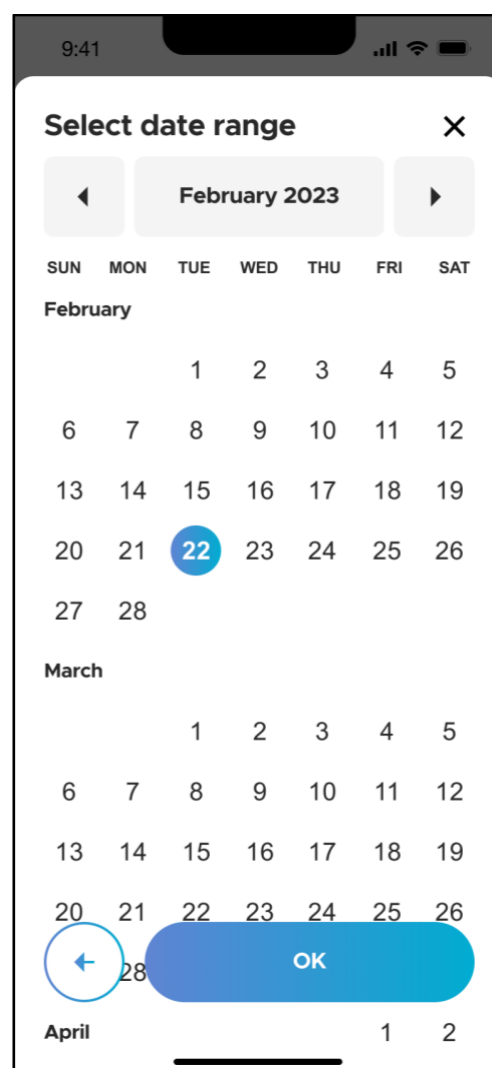 9:41
Select date range
February 2023
SUN MON TUE WED THU FRI SAT
February
1 2 3 4 5
6 7 8 9 10 11 12
13 14 15 16 17 18 19
20 21 22 23 24 25 26
27 28
March
1 2 3 4 5
6 7 8 9 10 11 12
13 14 15 16 17 18 19
20 21 22 23 24 25 26
28
OK
April 1 2